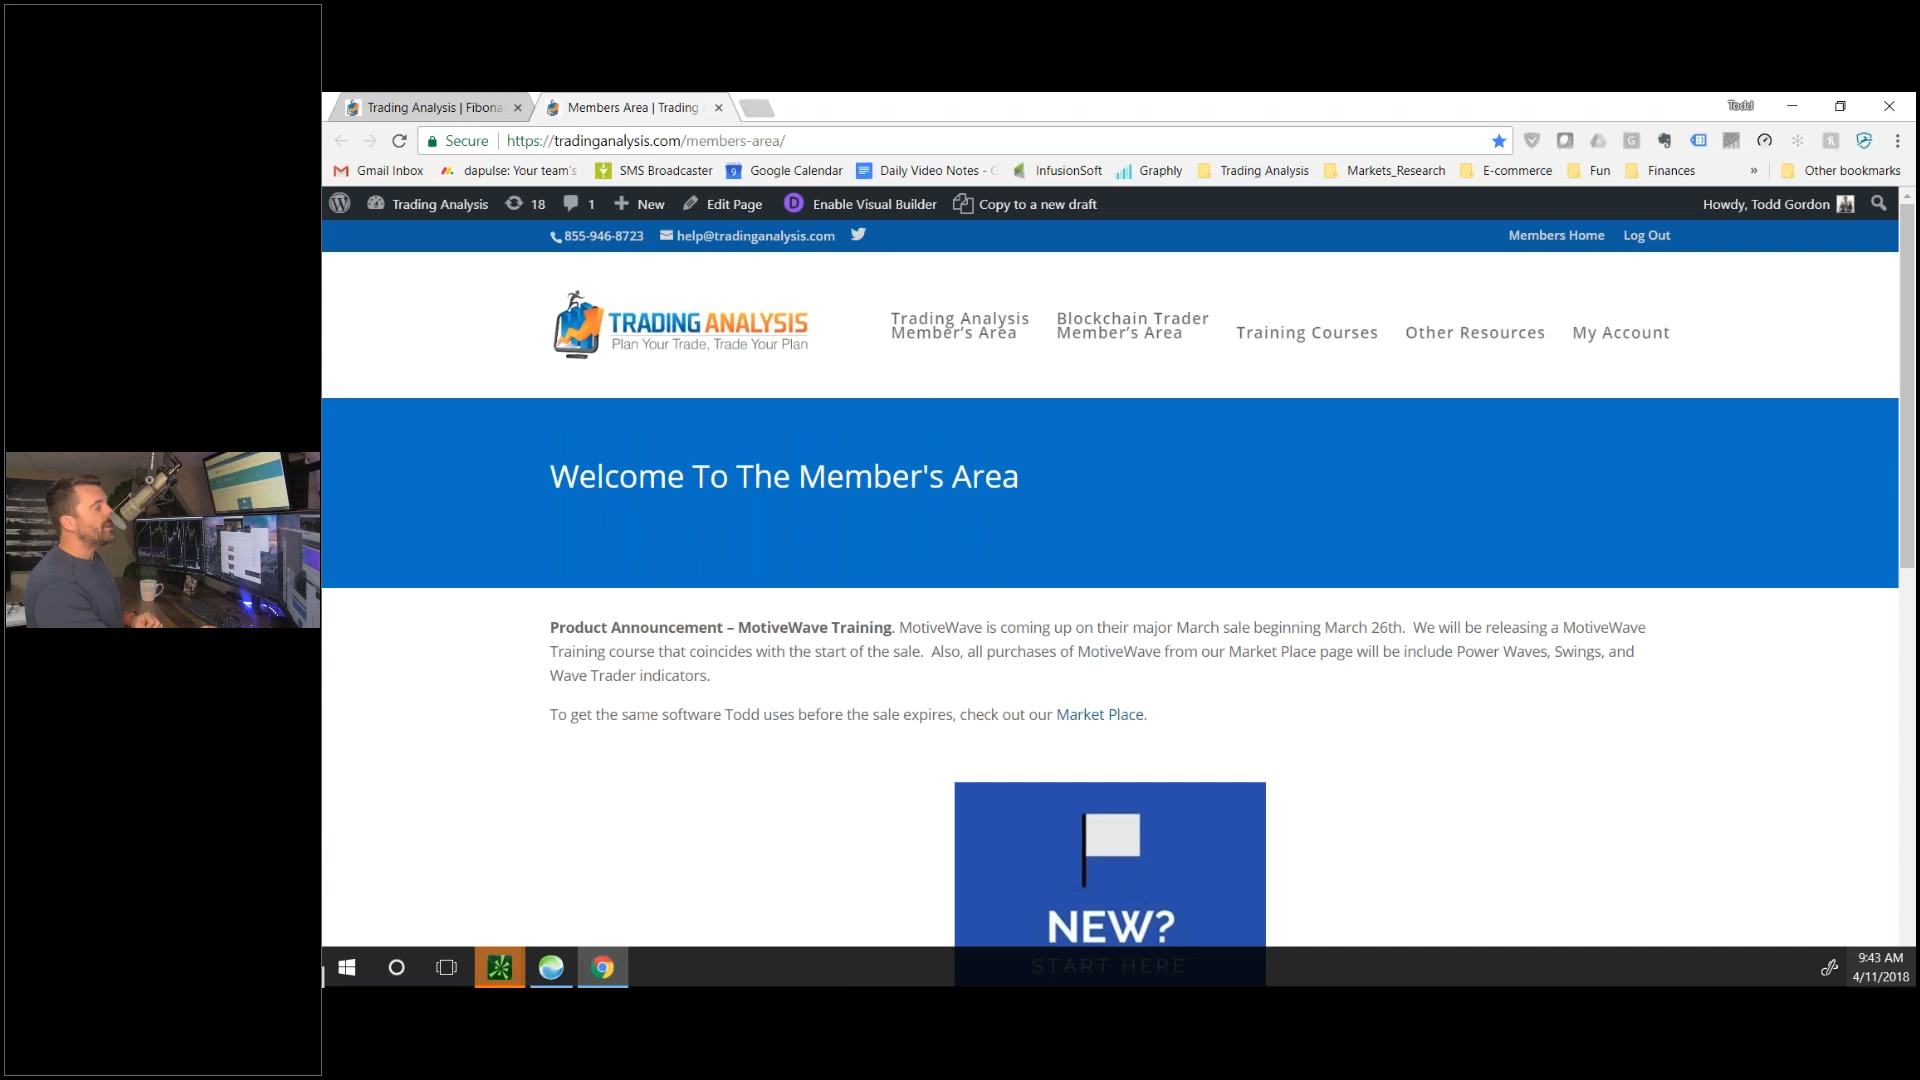 Trading Analysis | Fibona
Members Area | Trading
Todd
Secure
https://tradinganalysis.com/members-area/
Gmail Inbox
dapulse: Your team's
SMS Broadcaster
Google Calendar
Daily Video Notes -
InfusionSoft
Graphly
Trading Analysis
Markets_Research
E-commerce
Fun
Finances
»
Other bookmarks
Trading Analysis
18
1
New
Edit Page
Enable Visual Builder
Copy to a new draft
Howdy, Todd Gordon
855-946-8723
help@tradinganalysis.com
Members Home
Log Out
TRADING ANALYSIS
Plan Your Trade, Trade Your Plan
Trading Analysis
Member's Area
Blockchain Trader
Member's Area
Training Courses
Other Resources
My Account
Welcome To The Member's Area
Product Announcement – MotiveWave Training. MotiveWave is coming up on their major March sale beginning March 26th. We will be releasing a MotiveWave
Training course that coincides with the start of the sale. Also, all purchases of MotiveWave from our Market Place page will be include Power Waves, Swings, and
Wave Trader indicators.
To get the same software Todd uses before the sale expires, check out our Market Place.
NEW?
START HERE
9:43 AM
4/11/2018